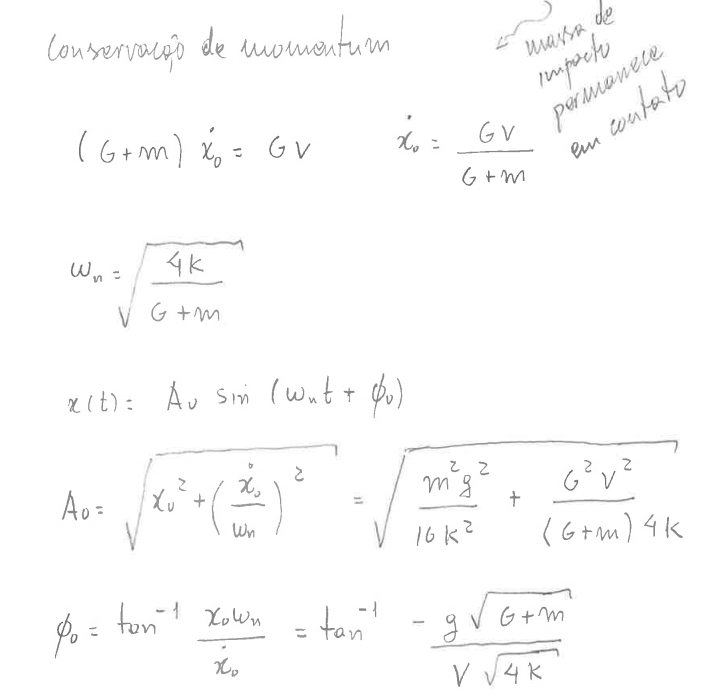 Conservação de momentum
massa de
impacto
permanece
em contato
(G+m) ẋ₀ = GV
ẋ₀ = GV / G+m
ωn = √(4k / G+m)
x(t) = A₀ sin (ωnt + ϕ₀)
A₀ = √(x₀² + (ẋ₀ / ωn)²) = √(m²g² / 16k² + G²V² / (G+m)4k)
ϕ₀ = tan⁻¹ x₀ωn / ẋ₀ = tan⁻¹ - g√(G+m) / V√(4k)